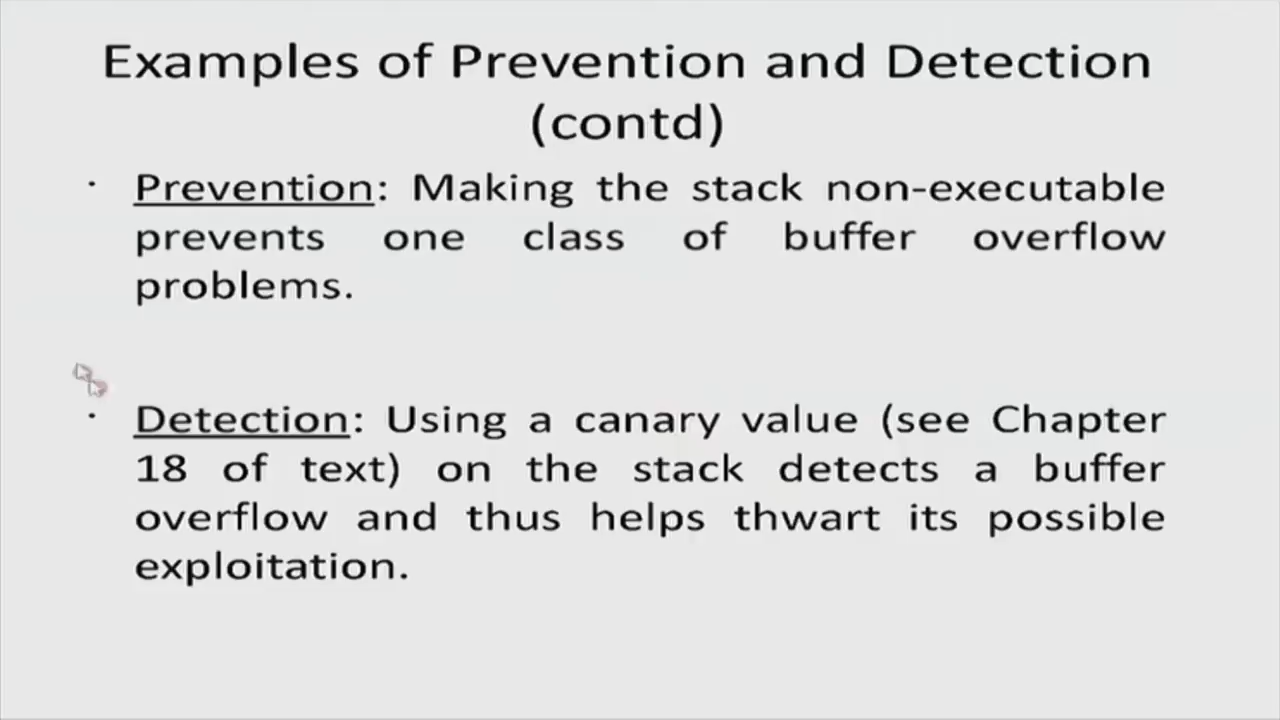 Examples of Prevention and Detection
(contd)
· Prevention: Making the stack non-executable
prevents one class of buffer overflow
problems.
· Detection: Using a canary value (see Chapter
18 of text) on the stack detects a buffer
overflow and thus helps thwart its possible
exploitation.